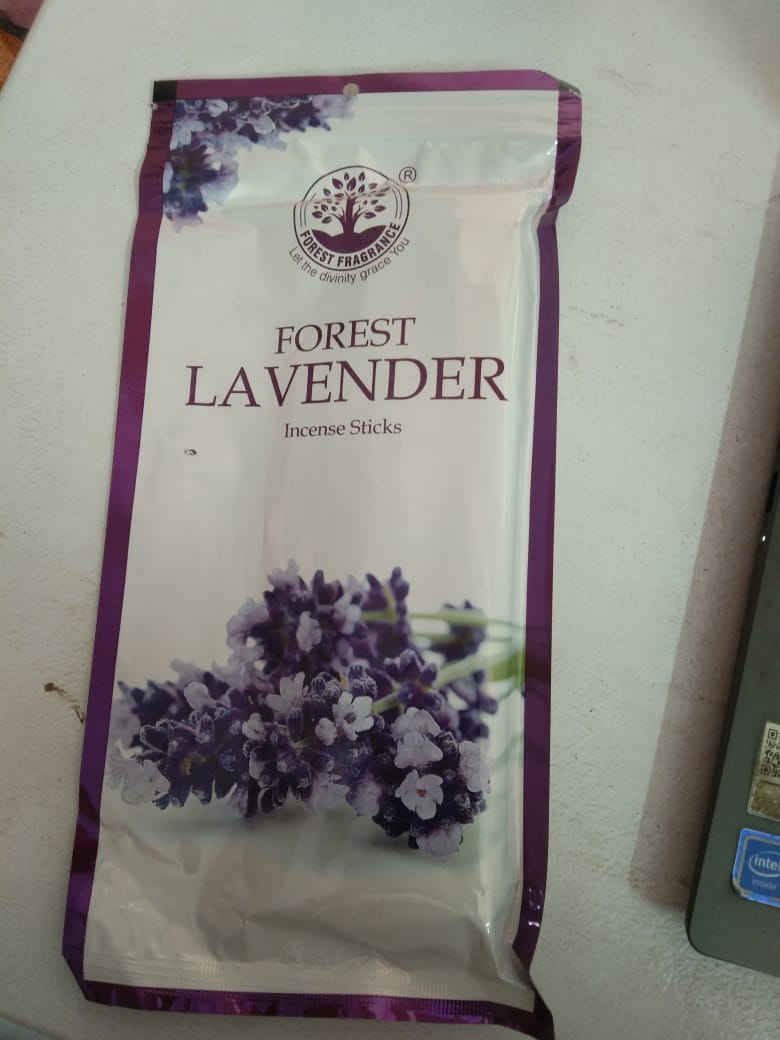 ®
FOREST FRAGRANCE
Let the divinity grace You
FOREST
LAVENDER
Incense Sticks
intel
inside